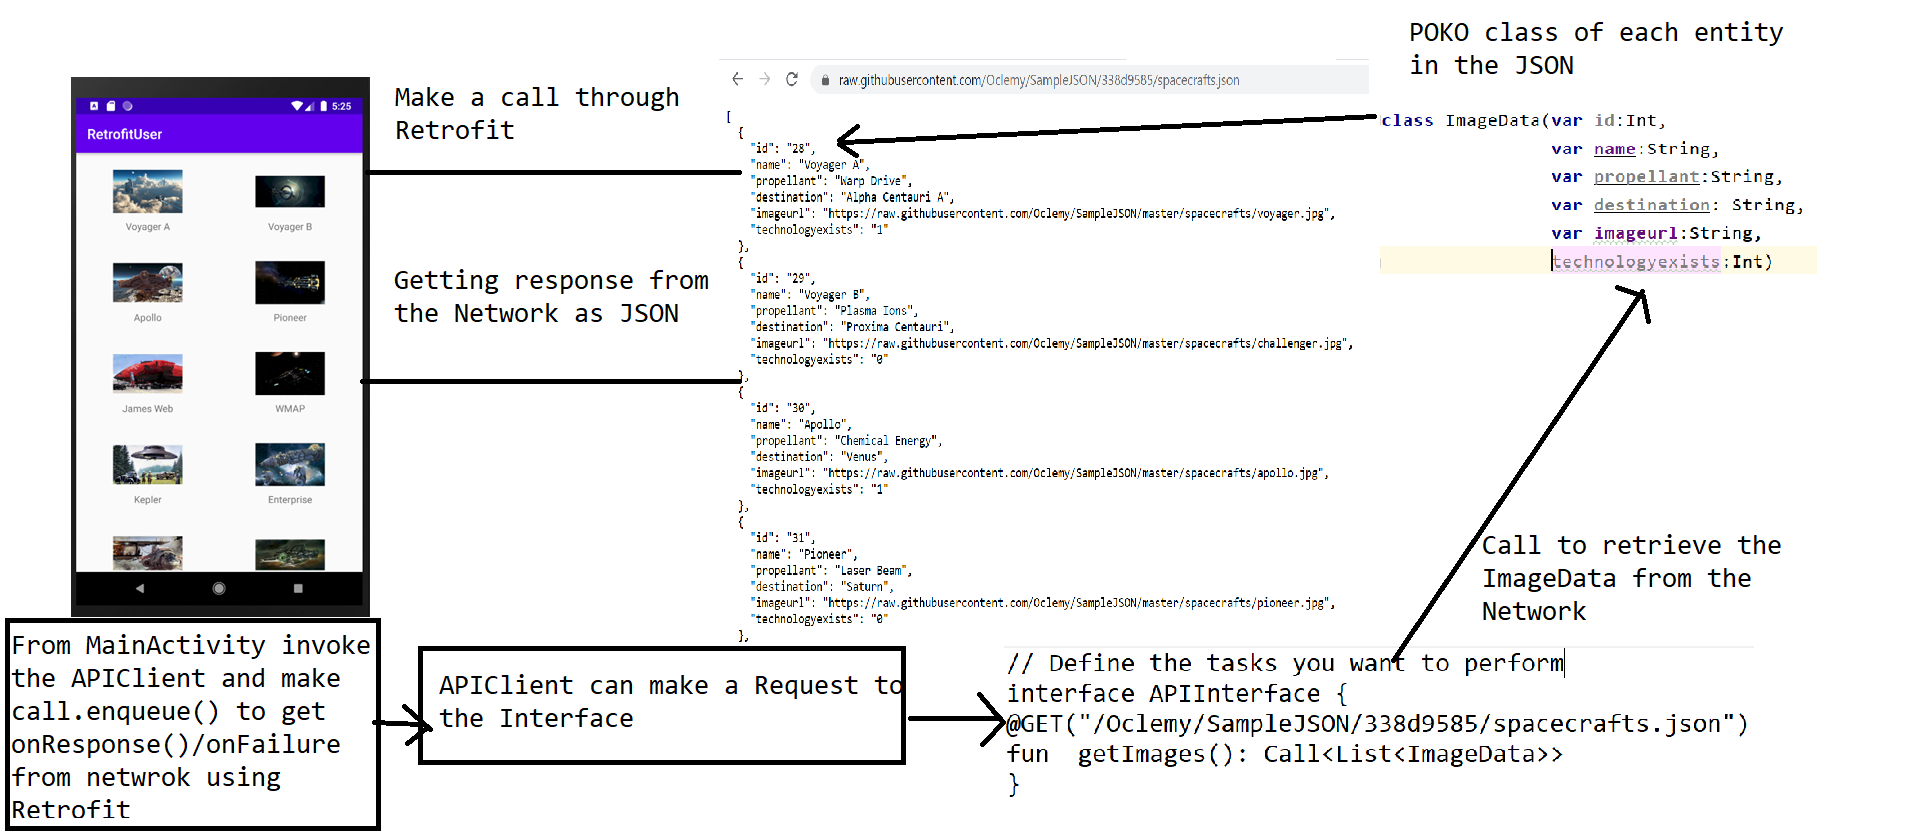 5:25
RetrofitUser
Voyager A
Voyager B
Apollo
Pioneer
James Web
WMAP
Kepler
Enterprise
Make a call through
Retrofit
Getting response from
the Network as JSON
raw.githubusercontent.com/Oclemy/SampleJSON/338d9585/spacecrafts.json
[
{
"id": "28",
"name": "Voyager A",
"propellant": "Warp Drive",
"destination": "Alpha Centauri A",
"imageurl": "https://raw.githubusercontent.com/Oclemy/SampleJSON/master/spacecrafts/voyager.jpg",
"technologyexists": "1"
},
{
"id": "29",
"name": "Voyager B",
"propellant": "Plasma Ions",
"destination": "Proxima Centauri",
"imageurl": "https://raw.githubusercontent.com/Oclemy/SampleJSON/master/spacecrafts/challenger.jpg",
"technologyexists": "0"
},
{
"id": "30",
"name": "Apollo",
"propellant": "Chemical Energy",
"destination": "Venus",
"imageurl": "https://raw.githubusercontent.com/Oclemy/SampleJSON/master/spacecrafts/apollo.jpg",
"technologyexists": "1"
},
{
"id": "31",
"name": "Pioneer",
"propellant": "Laser Beam",
"destination": "Saturn",
"imageurl": "https://raw.githubusercontent.com/Oclemy/SampleJSON/master/spacecrafts/pioneer.jpg",
"technologyexists": "0"
},
POKO class of each entity
in the JSON
class ImageData(var id:Int,
var name:String,
var propellant:String,
var destination: String,
var imageurl:String,
technologyexists:Int)
Call to retrieve the
ImageData from the
Network
From MainActivity invoke
the APIClient and make
call.enqueue() to get
onResponse()/onFailure
from netwrok using
Retrofit
APIClient can make a Request to
the Interface
// Define the tasks you want to perform
interface APIInterface {
@GET("/Oclemy/SampleJSON/338d9585/spacecrafts.json")
fun  getImages(): Call<List<ImageData>>
}